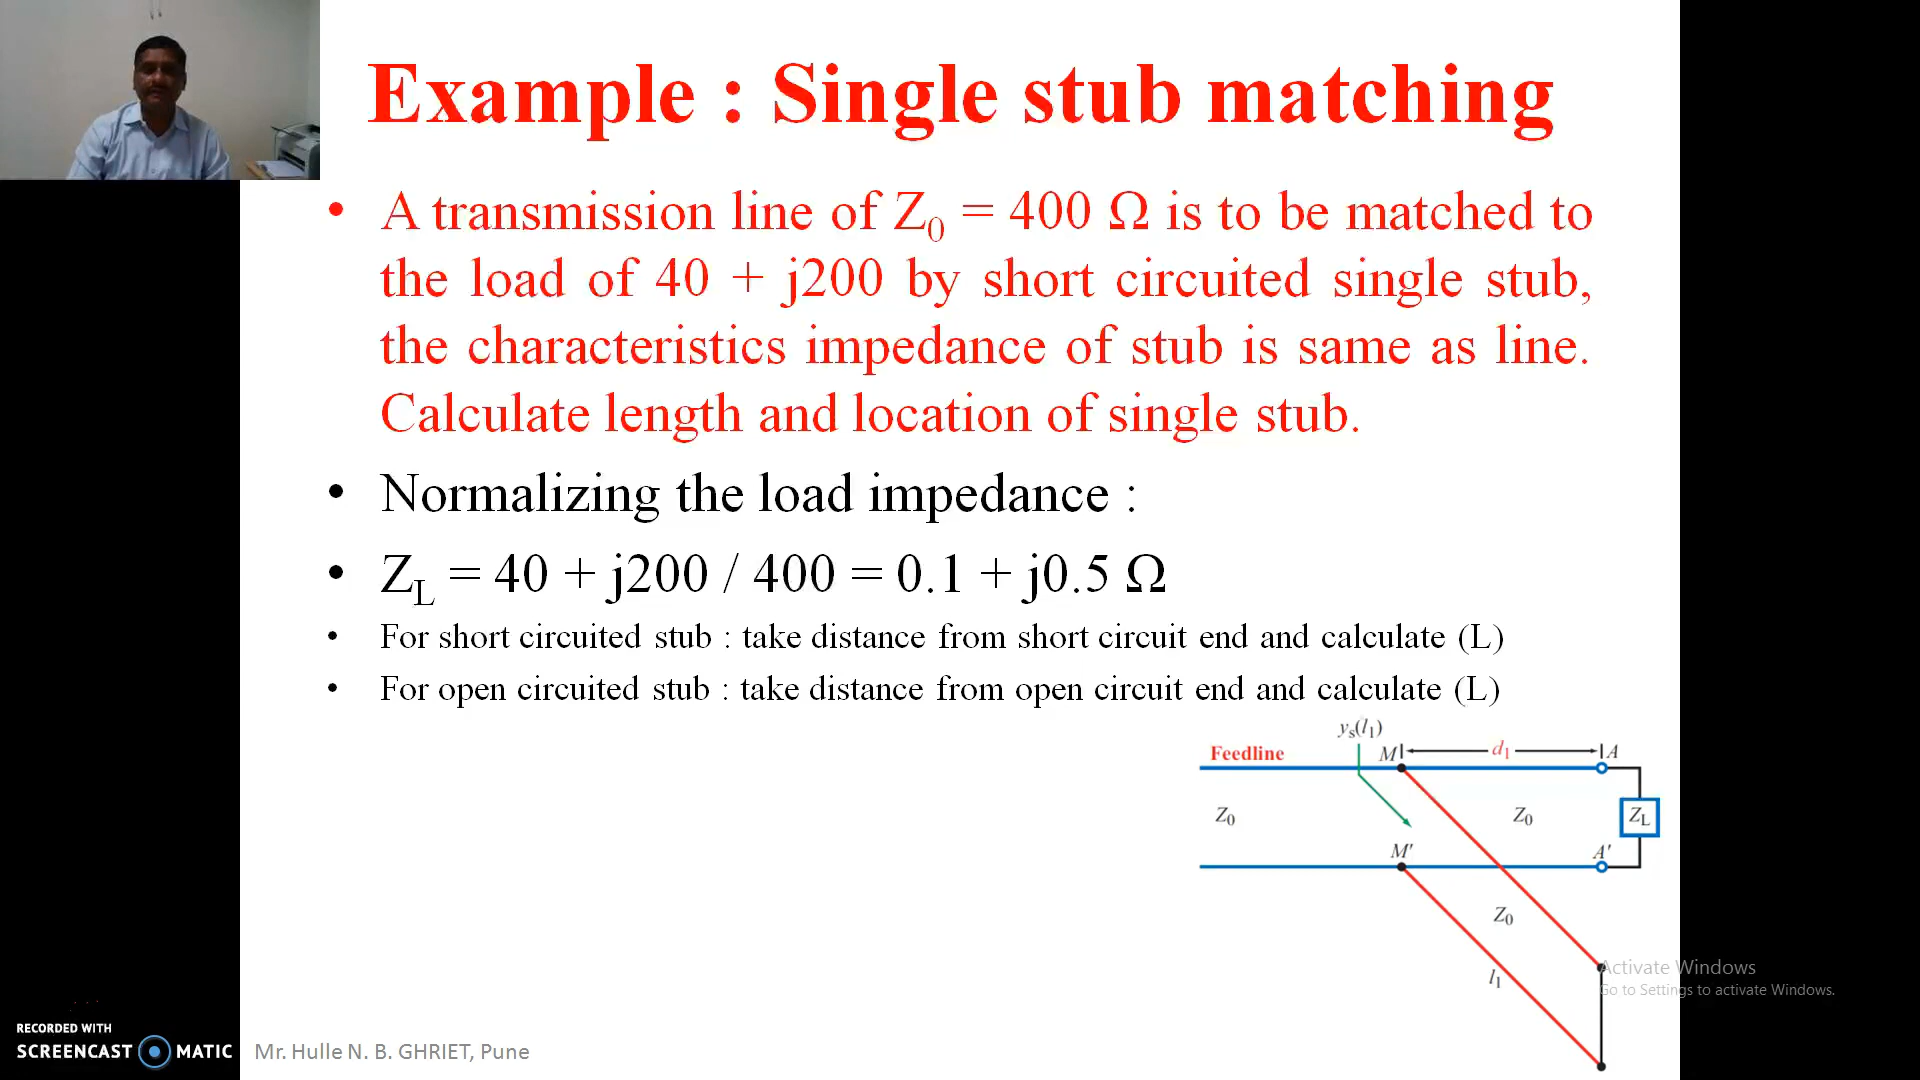 Example : Single stub matching
• A transmission line of Z₀ = 400 Ω is to be matched to
the load of 40 + j200 by short circuited single stub,
the characteristics impedance of stub is same as line.
Calculate length and location of single stub.
• Normalizing the load impedance :
• Z_L = 40 + j200 / 400 = 0.1 + j0.5 Ω
• For short circuited stub : take distance from short circuit end and calculate (L)
• For open circuited stub : take distance from open circuit end and calculate (L)
yₛ(l₁)
Feedline M d₁ A
Z₀ Z₀ Z_L
M' A'
Z₀
l₁
Activate Windows
Go to Settings to activate Windows.
RECORDED WITH
SCREENCAST MATIC
Mr. Hulle N. B. GHRIET, Pune